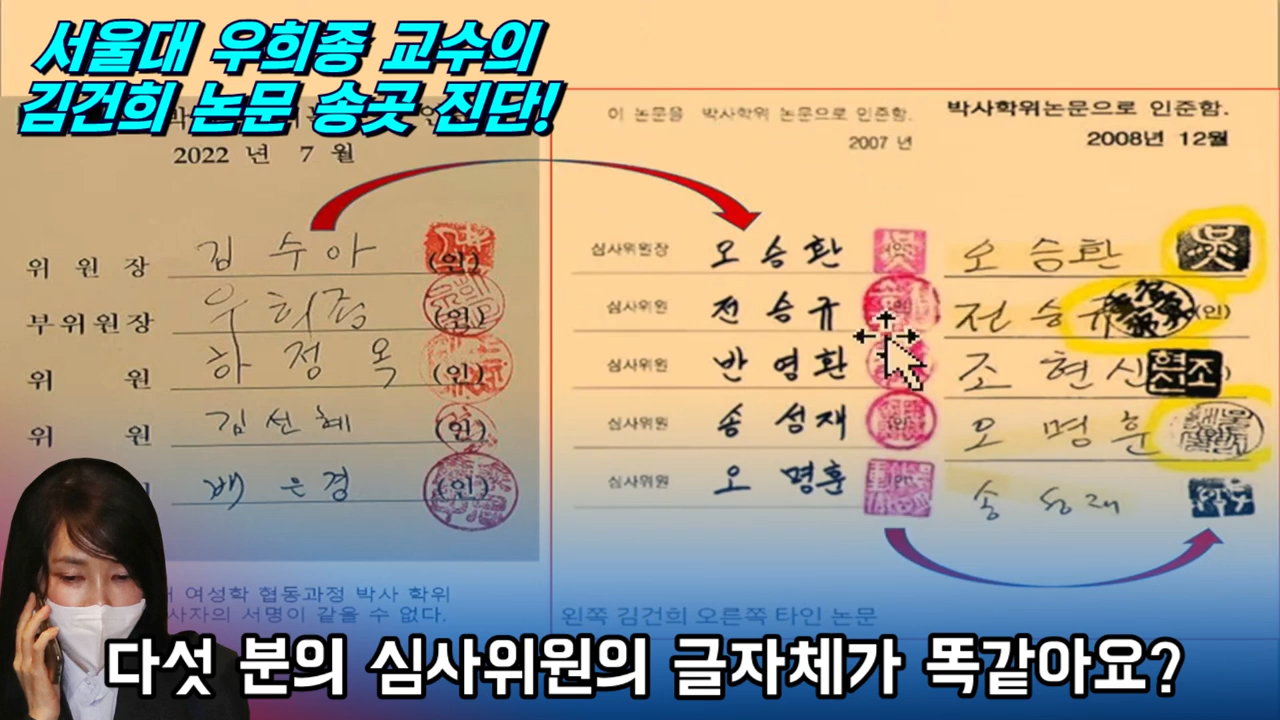 서울대 우희종 교수의
김건희 논문 송곳 진단!
2022 년 7 월
위 원 장 김 수 아 (인)
부위원장 우 희 종 (인)
위 원 하 정 옥 (인)
위 원 김 선 혜 (인)
배 은 경 (인)
여성학 협동과정 박사 학위
사자의 서명이 같을 수 없다.
이 논문을 박사학위 논문으로 인준함.
2007 년
심사위원장 오 승 환
심사위원 전 승 규 인
심사위원 반 영 환
심사위원 송 성 재 인
심사위원 오 명 훈
박사학위논문으로 인준함.
2008년 12월
오 승 환
전 승 규 (인)
조 현 신
오 명 훈
송 성 재
왼쪽 김건희 오른쪽 타인 논문
다섯 분의 심사위원의 글자체가 똑같아요?